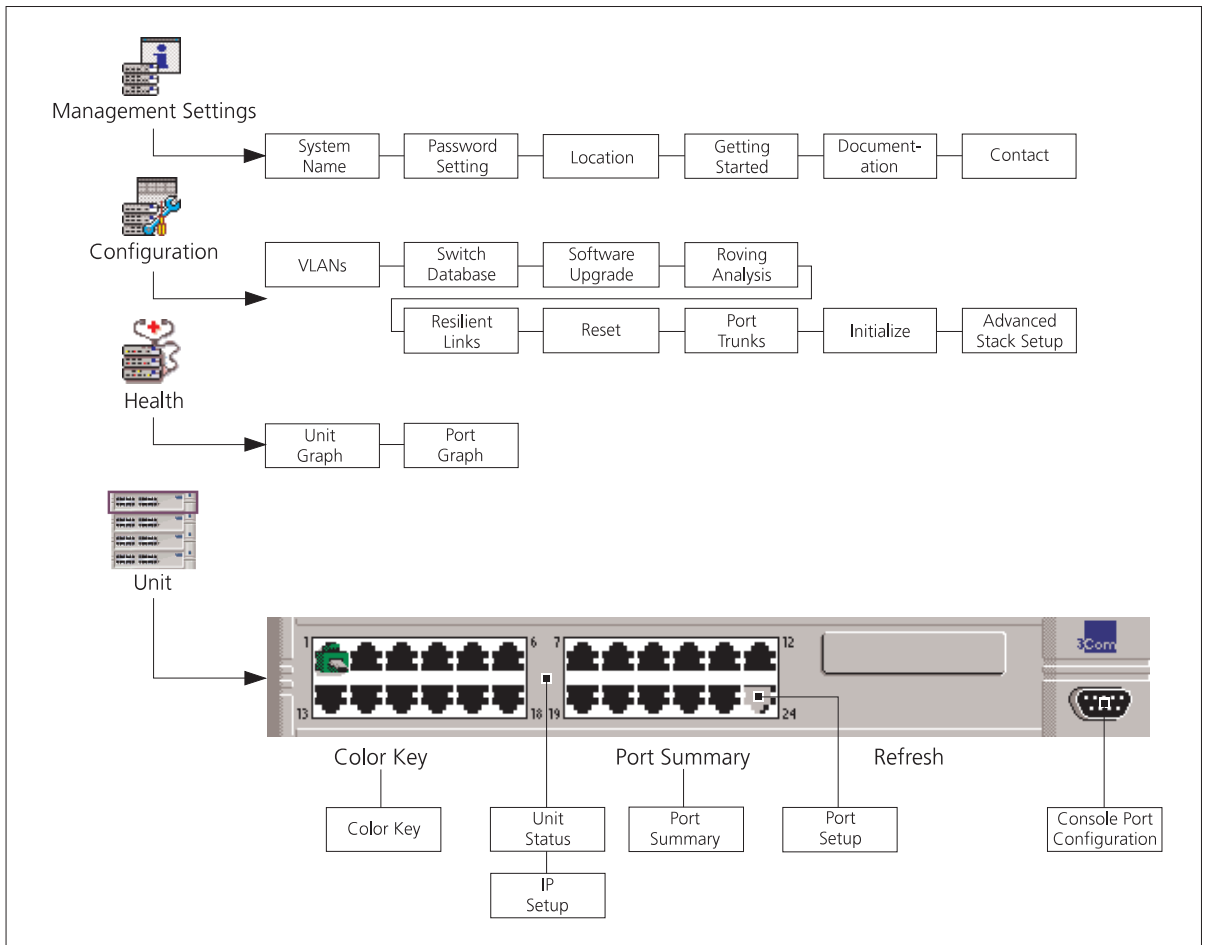 Management Settings
System
Name
Password
Setting
Location
Getting
Started
Document-
ation
Contact
Configuration
VLANs
Switch
Database
Software
Upgrade
Roving
Analysis
Resilient
Links
Reset
Port
Trunks
Initialize
Advanced
Stack Setup
Health
Unit
Graph
Port
Graph
Unit
1
6
7
12
3Com
13
18
19
24
Color Key
Port Summary
Refresh
Color Key
Unit
Status
Port
Summary
Port
Setup
Console Port
Configuration
IP
Setup